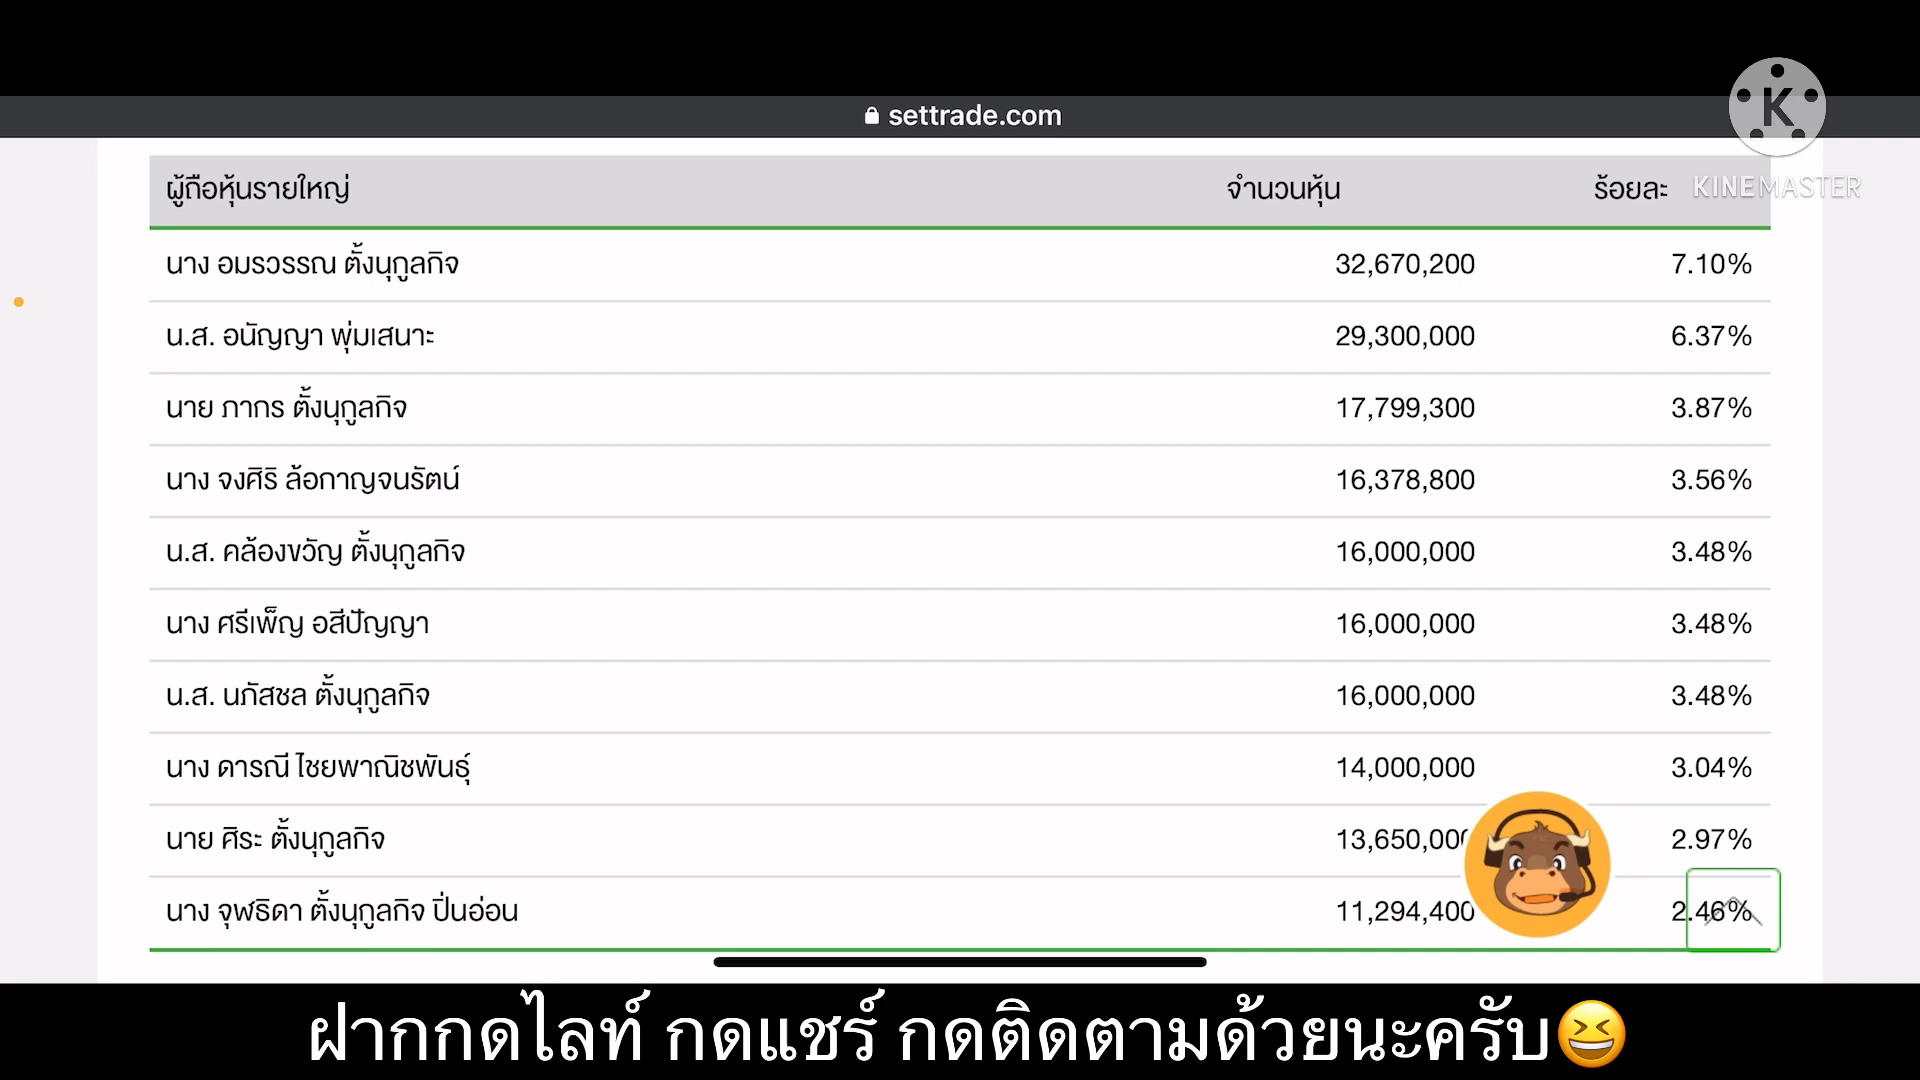 settrade.com
K
KINEMASTER
ผู้ถือหุ้นรายใหญ่ จำนวนหุ้น ร้อยละ
นาง อมรวรรณ ตั้งนุกูลกิจ 32,670,200 7.10%
น.ส. อนัญญา พุ่มเสนาะ 29,300,000 6.37%
นาย ภากร ตั้งนุกูลกิจ 17,799,300 3.87%
นาง จงศิริ ล้อกาญจนรัตน์ 16,378,800 3.56%
น.ส. คล้องขวัญ ตั้งนุกูลกิจ 16,000,000 3.48%
นาง ศรีเพ็ญ อสีปัญญา 16,000,000 3.48%
น.ส. นภัสชล ตั้งนุกูลกิจ 16,000,000 3.48%
นาง ดารณี ไชยพาณิชพันธุ์ 14,000,000 3.04%
นาย ศิระ ตั้งนุกูลกิจ 13,650,000 2.97%
นาง จุฬธิดา ตั้งนุกูลกิจ ปิ่นอ่อน 11,294,400 2.46%
ฝากกดไลท์ กดแชร์ กดติดตามด้วยนะครับ😆